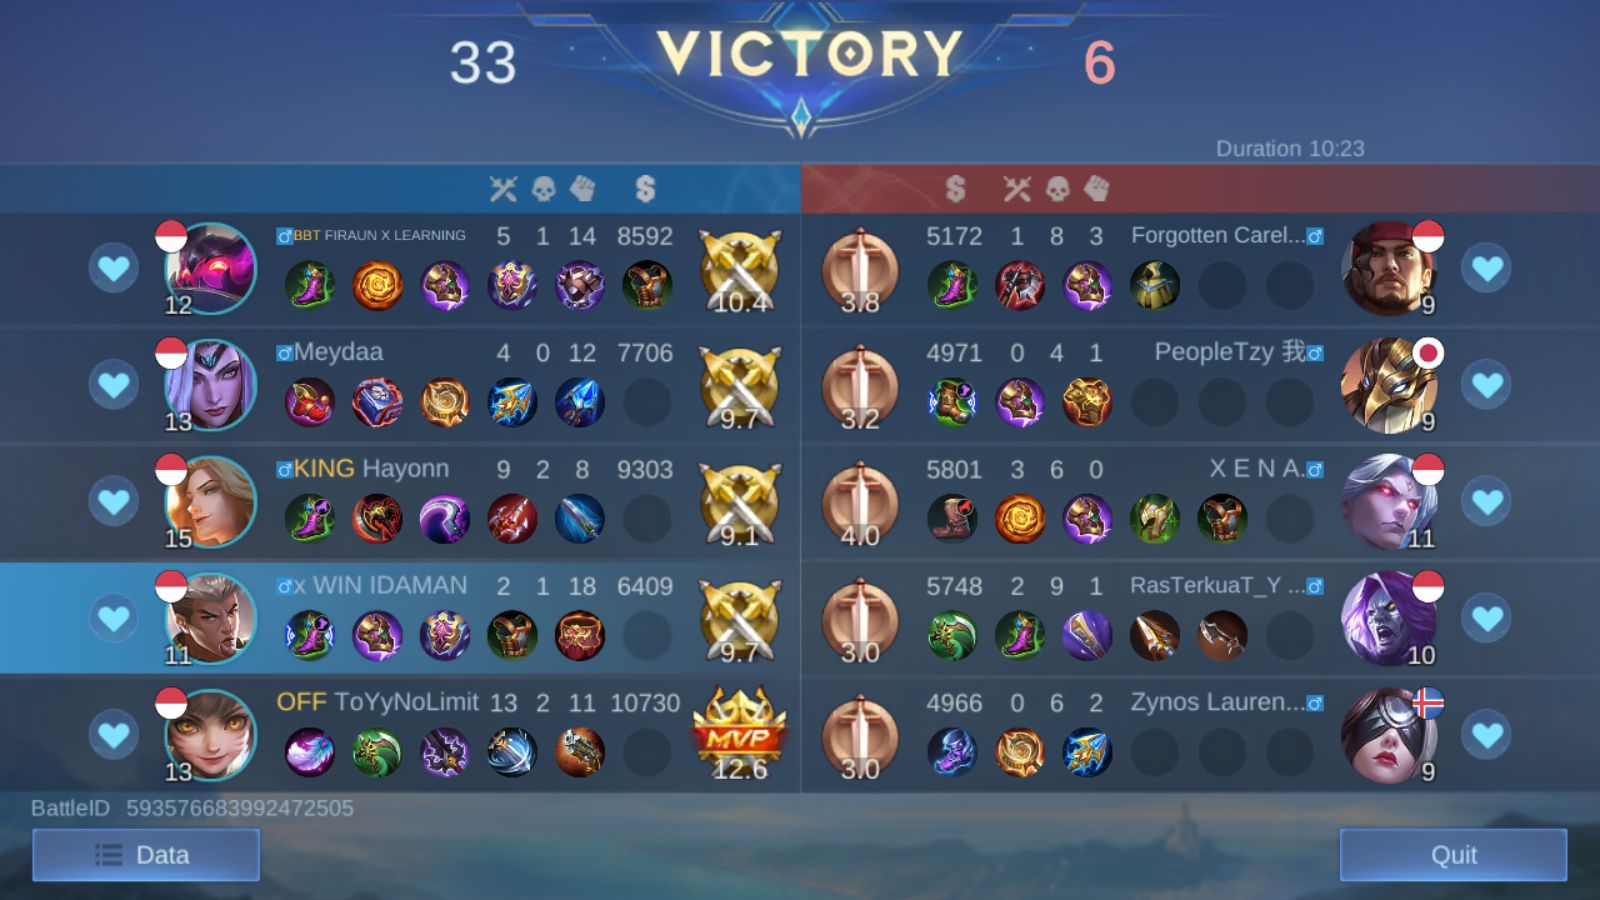 33 VICTORY 6
Duration 10:23
BBT FIRAUN X LEARNING 5 1 14 8592
12 10.4
5172 1 8 3 Forgotten Carel...
3.8 9
Meydaa 4 0 12 7706
13 9.7
4971 0 4 1 PeopleTzy 我
3.2 9
KING Hayonn 9 2 8 9303
15 9.1
5801 3 6 0 X E N A.
4.0 11
x WIN IDAMAN 2 1 18 6409
11 9.7
5748 2 9 1 RasTerkuaT_Y ...
3.0 10
OFF ToYyNoLimit 13 2 11 10730
MVP
13 12.6
4966 0 6 2 Zynos Lauren...
3.0 9
BattleID 593576683992472505
Data
Quit